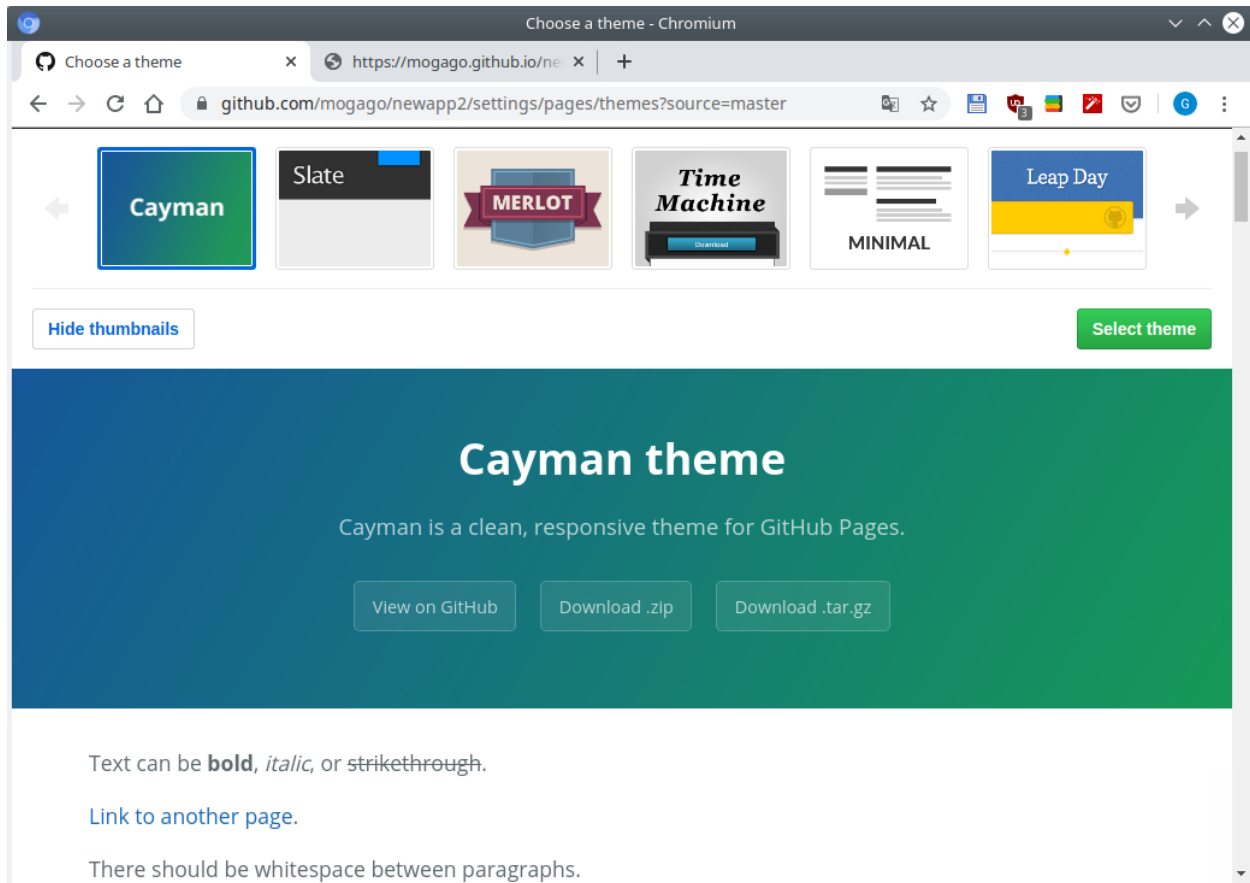 Choose a theme - Chromium
Choose a theme
https://mogago.github.io/ne
github.com/mogago/newapp2/settings/pages/themes?source=master
3
G
Cayman
Slate
MERLOT
Time
Machine
Download
MINIMAL
Leap Day
Hide thumbnails
Select theme
Cayman theme
Cayman is a clean, responsive theme for GitHub Pages.
View on GitHub
Download .zip
Download .tar.gz
Text can be bold, italic, or strikethrough.
Link to another page.
There should be whitespace between paragraphs.